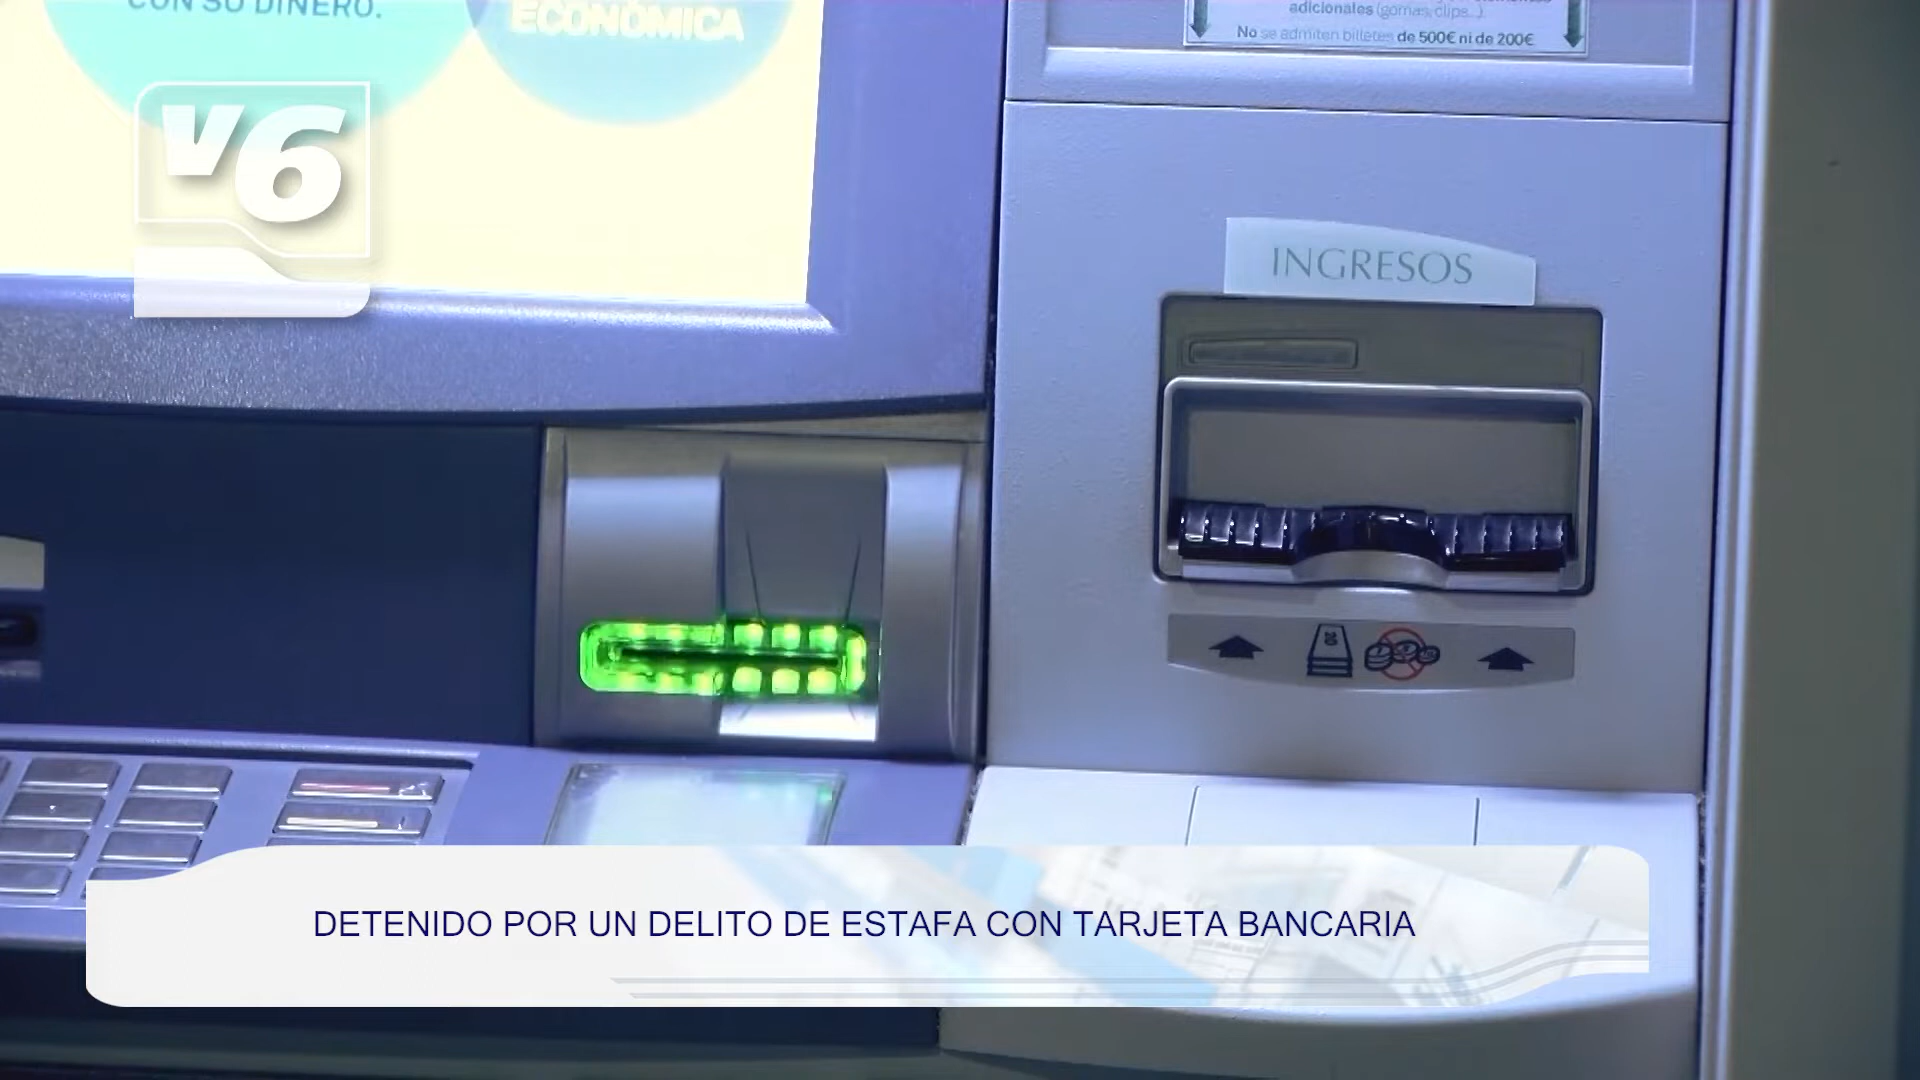 CON SU DINERO.
ECONÓMICA
adicionales (gomas, clips...).
No se admiten billetes de 500€ ni de 200€
V6
INGRESOS
20
DETENIDO POR UN DELITO DE ESTAFA CON TARJETA BANCARIA